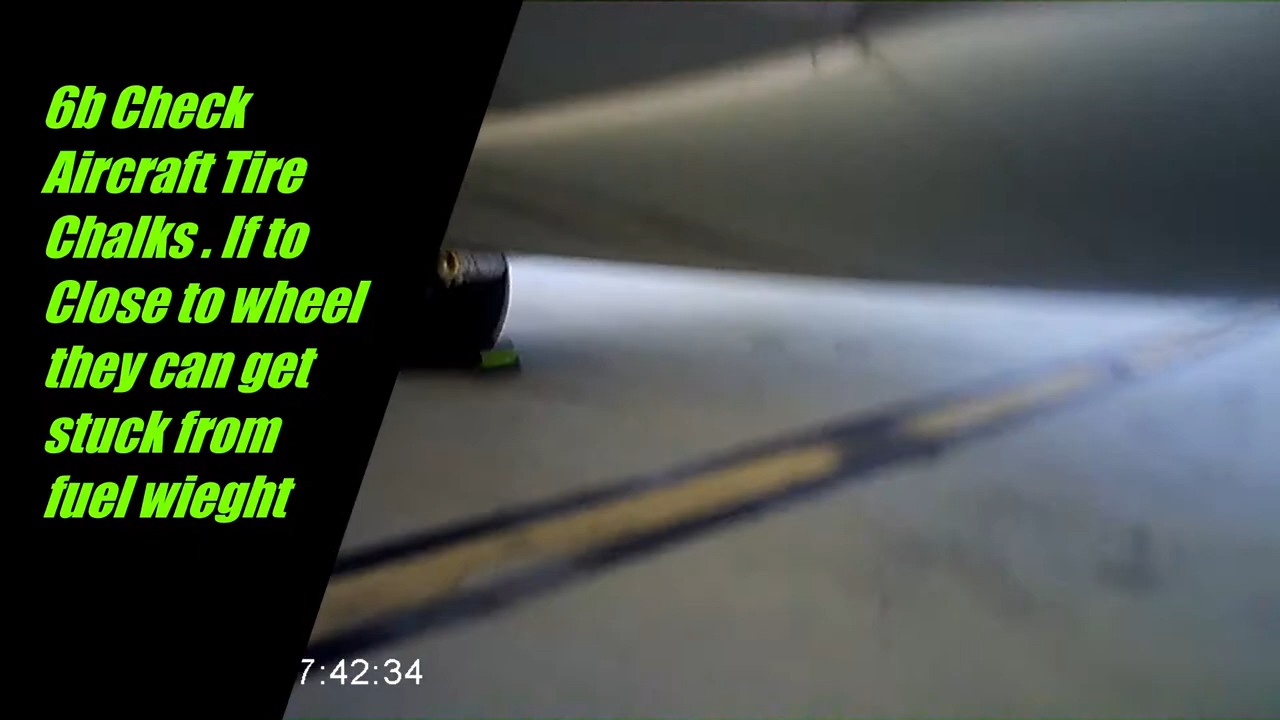 6b Check
Aircraft Tire
Chalks . If to
Close to wheel
they can get
stuck from
fuel wieght
7:42:34